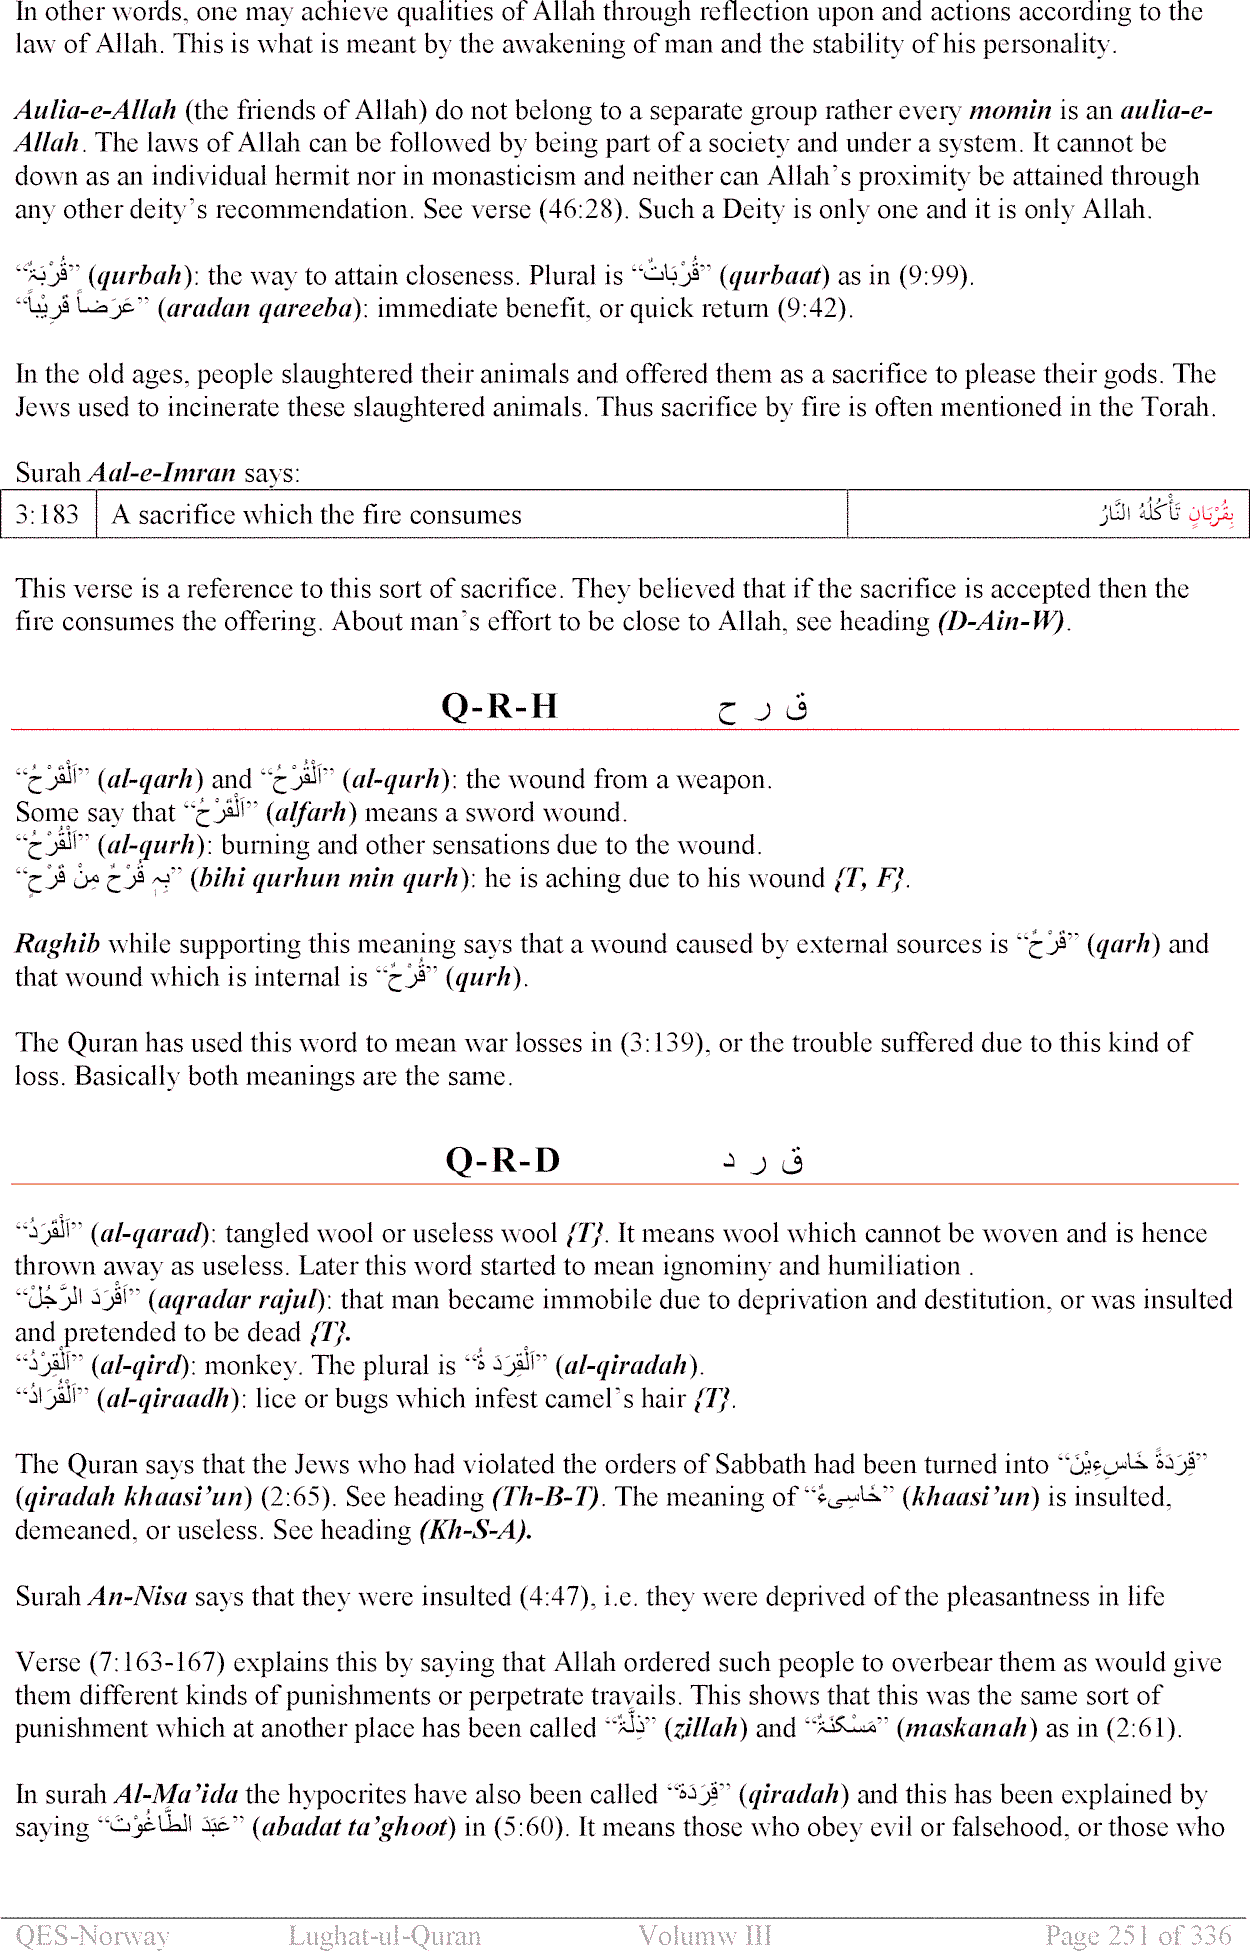 In other words, one may achieve qualities of Allah through reflection upon and actions according to the
law of Allah. This is what is meant by the awakening of man and the stability of his personality.
Aulia-e-Allah (the friends of Allah) do not belong to a separate group rather every momin is an aulia-e-
Allah. The laws of Allah can be followed by being part of a society and under a system. It cannot be
down as an individual hermit nor in monasticism and neither can Allah’s proximity be attained through
any other deity’s recommendation. See verse (46:28). Such a Deity is only one and it is only Allah.
“قُرْبَۃٌ” (qurbah): the way to attain closeness. Plural is “قُرْبَاتٌ” (qurbaat) as in (9:99).
“عَرَضاً قَرِيْباً” (aradan qareeba): immediate benefit, or quick return (9:42).
In the old ages, people slaughtered their animals and offered them as a sacrifice to please their gods. The
Jews used to incinerate these slaughtered animals. Thus sacrifice by fire is often mentioned in the Torah.
Surah Aal-e-Imran says:
3:183 A sacrifice which the fire consumes بِقُرْبَانٍ تَأْكُلُهُ النَّارُ
This verse is a reference to this sort of sacrifice. They believed that if the sacrifice is accepted then the
fire consumes the offering. About man’s effort to be close to Allah, see heading (D-Ain-W).
Q-R-H ق ر ح
“اَلْقَرْحُ” (al-qarh) and “اَلْقُرْحُ” (al-qurh): the wound from a weapon.
Some say that “اَلْقَرْحُ” (alfarh) means a sword wound.
“اَلْقُرْحُ” (al-qurh): burning and other sensations due to the wound.
“بِہٖ قُرْحٌ مِنْ قَرْحٍ” (bihi qurhun min qurh): he is aching due to his wound {T, F}.
Raghib while supporting this meaning says that a wound caused by external sources is “قَرْحٌ” (qarh) and
that wound which is internal is “قُرْحٌ” (qurh).
The Quran has used this word to mean war losses in (3:139), or the trouble suffered due to this kind of
loss. Basically both meanings are the same.
Q-R-D ق ر د
“اَلْقَرَدُ” (al-qarad): tangled wool or useless wool {T}. It means wool which cannot be woven and is hence
thrown away as useless. Later this word started to mean ignominy and humiliation .
“اَقْرَدَ الرَّجُلُ” (aqradar rajul): that man became immobile due to deprivation and destitution, or was insulted
and pretended to be dead {T}.
“اَلْقِرْدُ” (al-qird): monkey. The plural is “اَلْقِرَدَ ۃُ” (al-qiradah).
“اَلْقُرَادُ” (al-qiraadh): lice or bugs which infest camel’s hair {T}.
The Quran says that the Jews who had violated the orders of Sabbath had been turned into “قِرَدَةً خَاسِءِيْنَ”
(qiradah khaasi’un) (2:65). See heading (Th-B-T). The meaning of “خَاسِیءٌ” (khaasi’un) is insulted,
demeaned, or useless. See heading (Kh-S-A).
Surah An-Nisa says that they were insulted (4:47), i.e. they were deprived of the pleasantness in life
Verse (7:163-167) explains this by saying that Allah ordered such people to overbear them as would give
them different kinds of punishments or perpetrate travails. This shows that this was the same sort of
punishment which at another place has been called “ذِلَّۃٌ” (zillah) and “مَسْكَنَۃٌ” (maskanah) as in (2:61).
In surah Al-Ma’ida the hypocrites have also been called “قِرَدَة” (qiradah) and this has been explained by
saying “عَبَدَ الطَّاغُوْتَ” (abadat ta’ghoot) in (5:60). It means those who obey evil or falsehood, or those who
QES-Norway Lughat-ul-Quran Volumw III Page 251 of 336